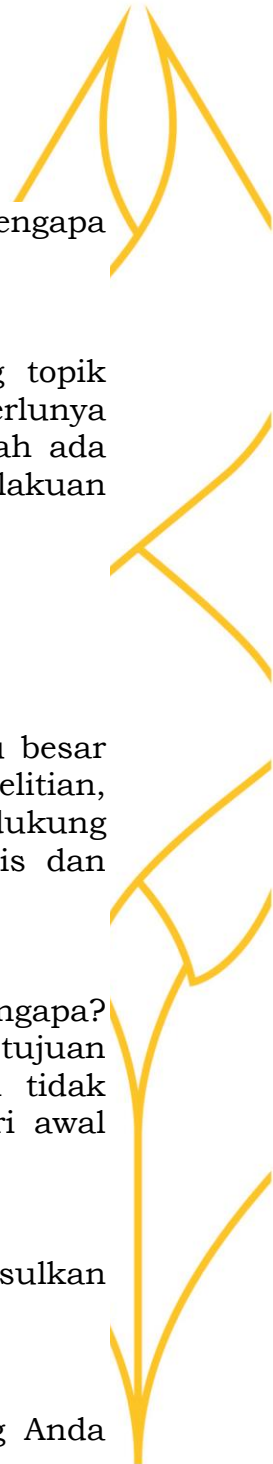 engapa
topik
erlunya
ah ada
lakuan
besar
elitian,
dukung
is dan
ngapa?
tujuan
tidak
ri awal
sulkan
Anda